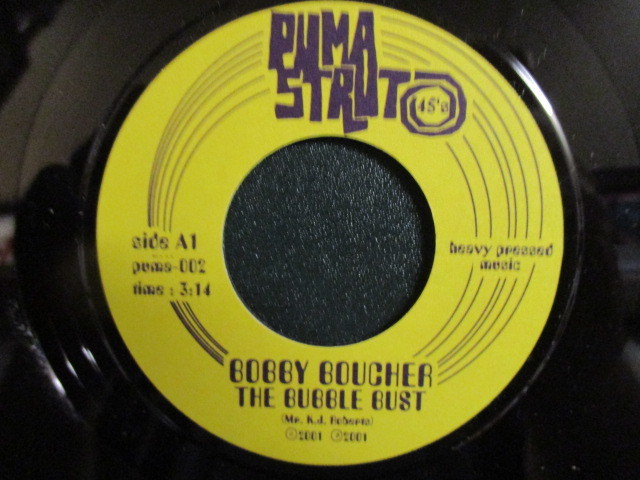 PUMA
STRUT 45's
side A1
puma-002
time : 3:14
heavy pressed
music
BOBBY BOUCHER
THE BUBBLE BUST
(Mr. K.J. Roberts)
©2001 ℗2001